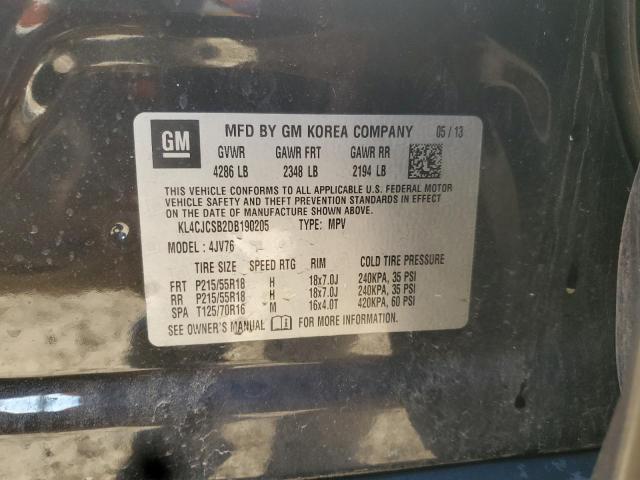 GM
MFD BY GM KOREA COMPANY 05 / 13
GVWR GAWR FRT GAWR RR
4286 LB 2348 LB 2194 LB
THIS VEHICLE CONFORMS TO ALL APPLICABLE U.S. FEDERAL MOTOR
VEHICLE SAFETY AND THEFT PREVENTION STANDARDS IN
EFFECT ON THE DATE OF MANUFACTURE SHOWN ABOVE.
KL4CJCSB2DB190205 TYPE: MPV
MODEL : 4JV76
TIRE SIZE SPEED RTG RIM COLD TIRE PRESSURE
FRT P215/55R18 H 18x7.0J 240KPA, 35 PSI
RR P215/55R18 H 18x7.0J 240KPA, 35 PSI
SPA T125/70R16 M 16x4.0T 420KPA, 60 PSI
SEE OWNER'S MANUAL FOR MORE INFORMATION.